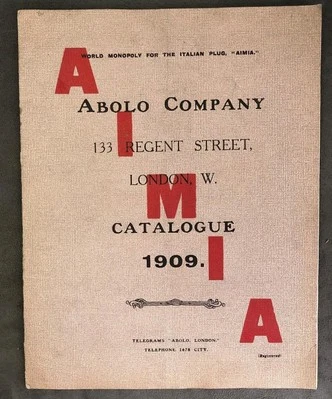 WORLD MONOPOLY FOR THE ITALIAN PLUG, "AIMIA."
A
ABOLO COMPANY
I
133 REGENT STREET,
LONDON, W.
M
CATALOGUE
1909.
I
TELEGRAMS "ABOLO, LONDON."
TELEPHONE 1478 CITY.
A
(Registered)